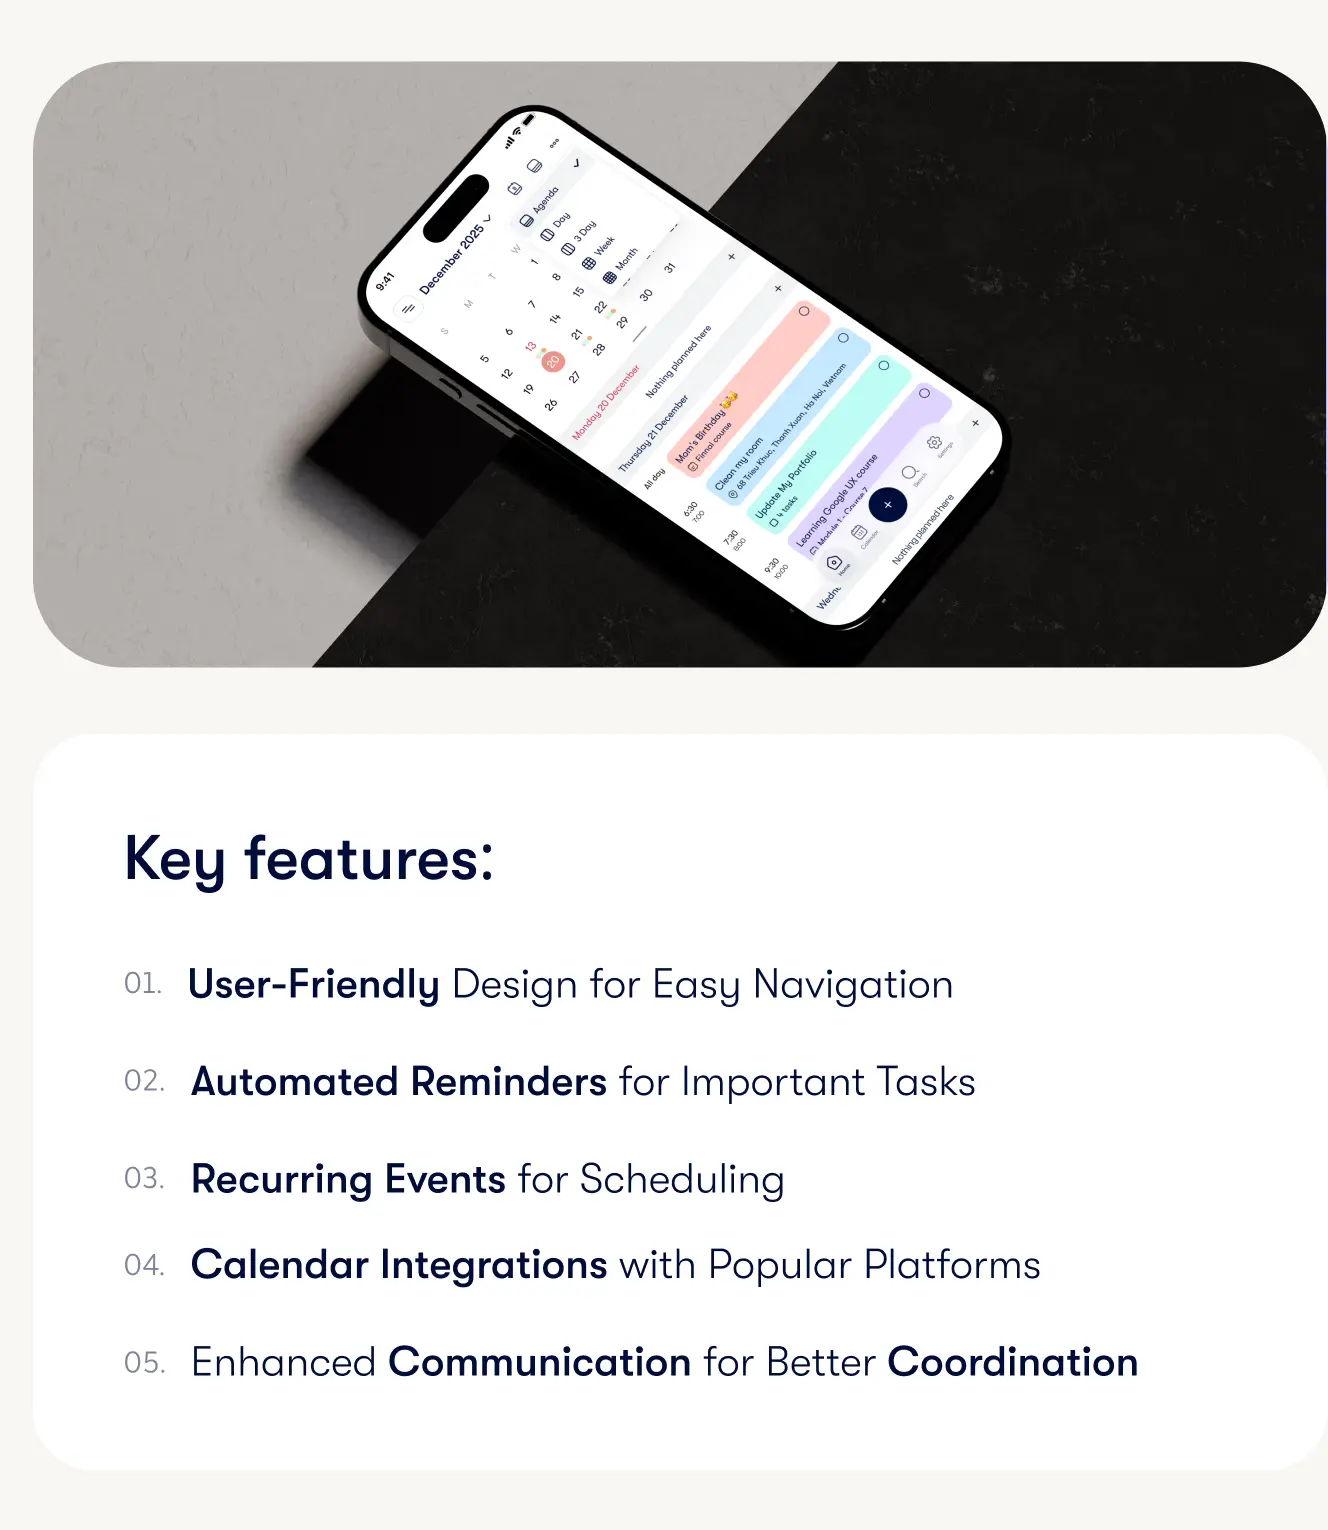 9:41
December 2025
Agenda
Day
3 Day
Week
Month
S M T W
1
5 6 7 8
12 13 14 15
19 20 21 22
26 27 28 29 30 31
Monday 20 December
Nothing planned here
Thursday 21 December
All day
Mom's Birthday
Finnal course
6:30
7:00
Clean my room
68 Trieu Khuc, Thanh Xuan, Ha Noi, Vietnam
7:30
8:00
Update My Portfolio
4 tasks
9:30
10:00
Learning Google UX course
Module 1 - Course 7
Home
Calendar
Search
Settings
Nothing planned here
Key features:
01. User-Friendly Design for Easy Navigation
02. Automated Reminders for Important Tasks
03. Recurring Events for Scheduling
04. Calendar Integrations with Popular Platforms
05. Enhanced Communication for Better Coordination